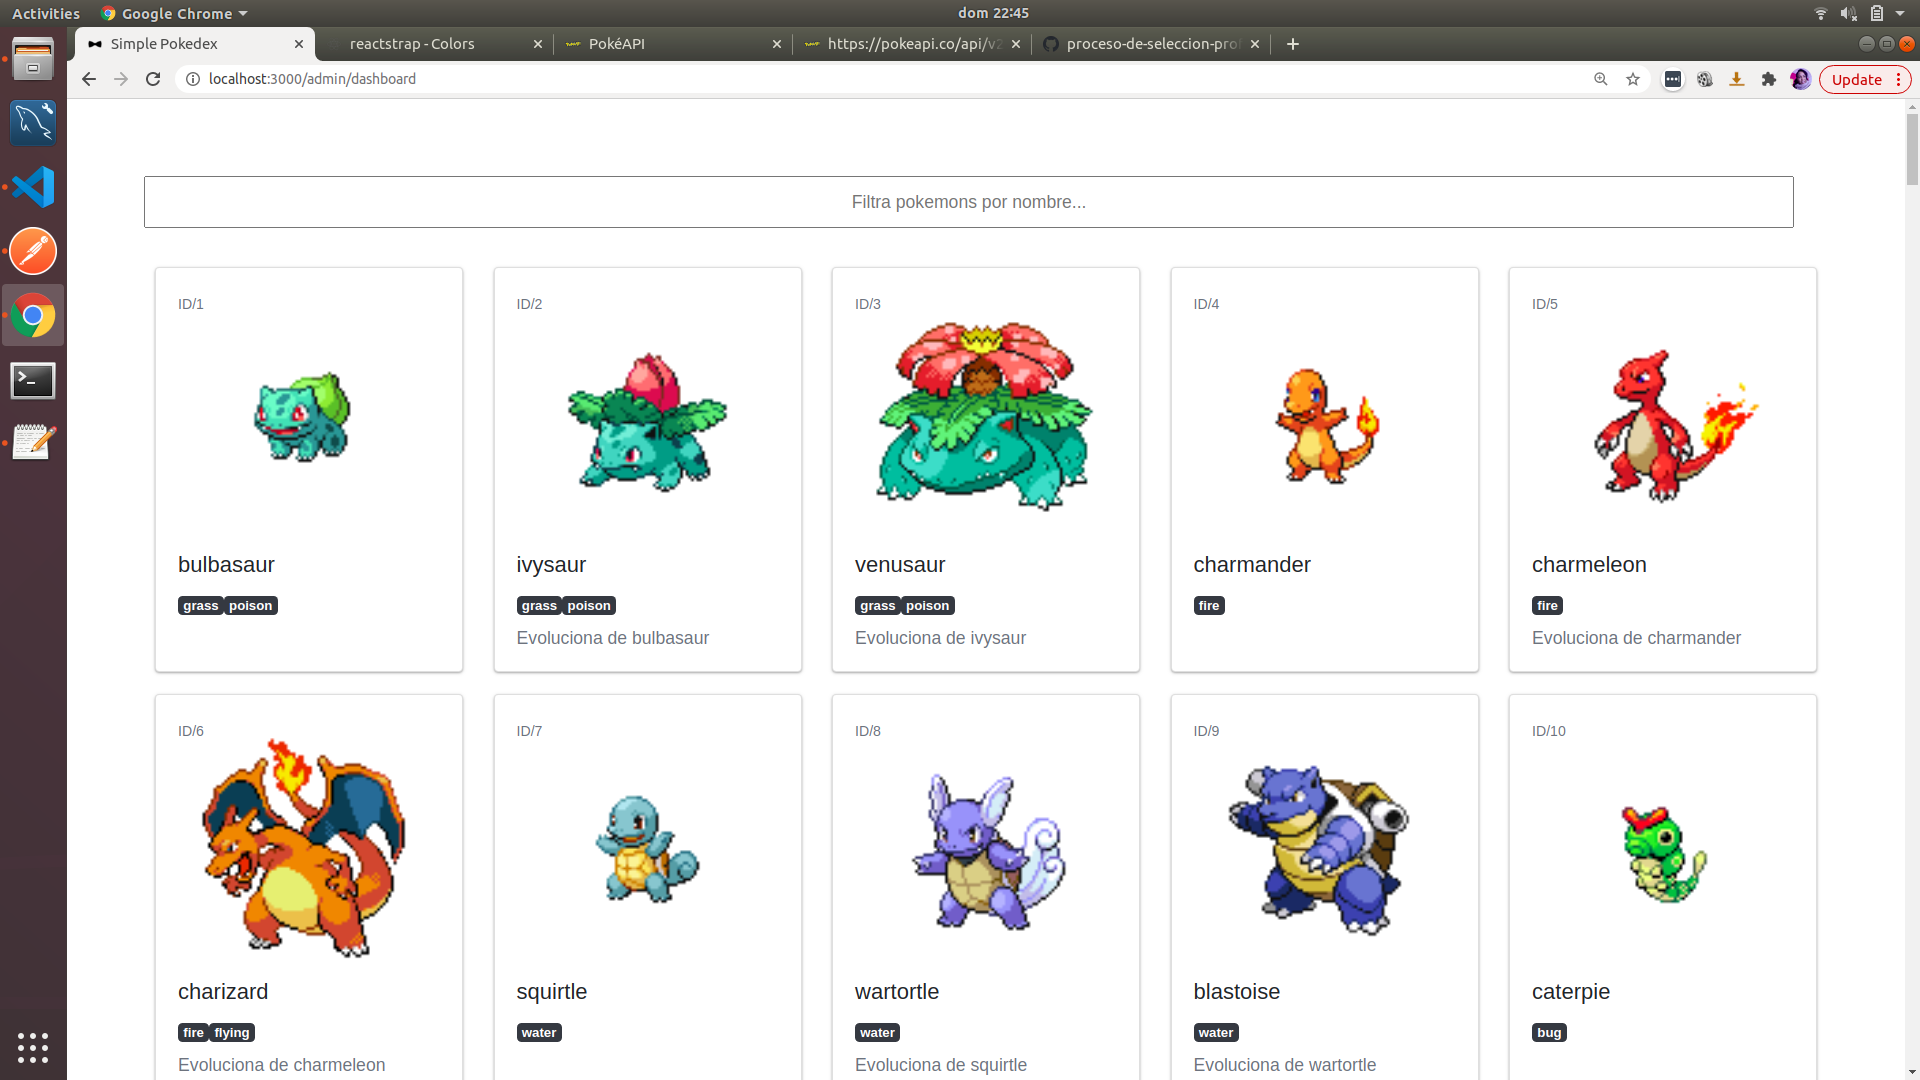 Activities
Google Chrome
dom 22:45
Simple Pokedex
reactstrap - Colors
PokéAPI
https://pokeapi.co/api/v2
proceso-de-seleccion-prof
localhost:3000/admin/dashboard
Update
Filtra pokemons por nombre...
ID/1
ID/2
ID/3
ID/4
ID/5
bulbasaur
ivysaur
venusaur
charmander
charmeleon
grass poison
grass poison
grass poison
fire
fire
Evoluciona de bulbasaur
Evoluciona de ivysaur
Evoluciona de charmander
ID/6
ID/7
ID/8
ID/9
ID/10
charizard
squirtle
wartortle
blastoise
caterpie
fire flying
water
water
water
bug
Evoluciona de charmeleon
Evoluciona de squirtle
Evoluciona de wartortle